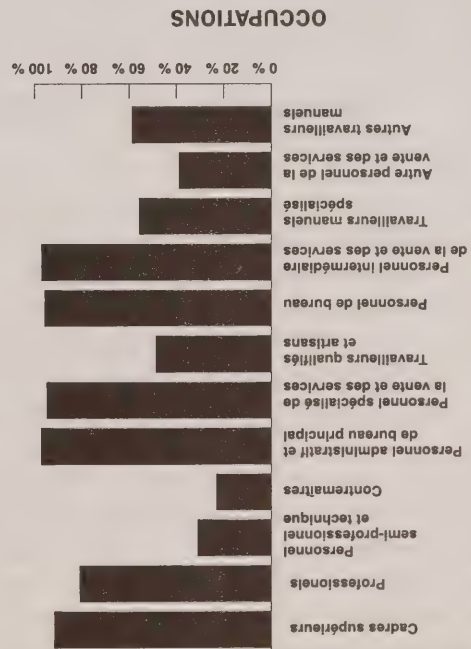 Cadres supérieurs
Professionels
Personnel
semi-professionnel
et technique
Contremaîtres
Personnel administratif et
de bureau principal
Personnel spécialisé de
la vente et des services
Travailleurs qualifiés
et artisans
Personnel de bureau
Personnel intermédiaire
de la vente et des services
Travailleurs manuels
spécialisé
Autre personnel de la
vente et des services
Autres travailleurs
manuels
0 % 20 % 40 % 60 % 80 % 100 %
OCCUPATIONS